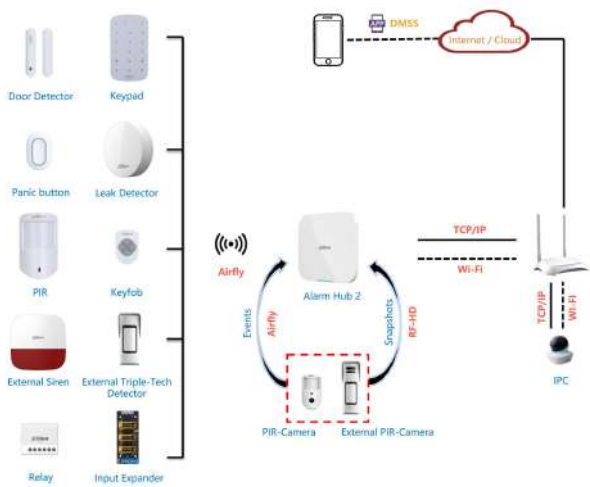 APP DMSS
Internet / Cloud
Door Detector
Keypad
Panic button
Leak Detector
PIR
Keyfob
Airfly
Alarm Hub 2
TCP/IP
Wi-Fi
Events
Airfly
Snapshots
RF-HD
TCP/IP
Wi-Fi
IPC
External Siren
External Triple-Tech
Detector
PIR-Camera
External PIR-Camera
Relay
Input Expander